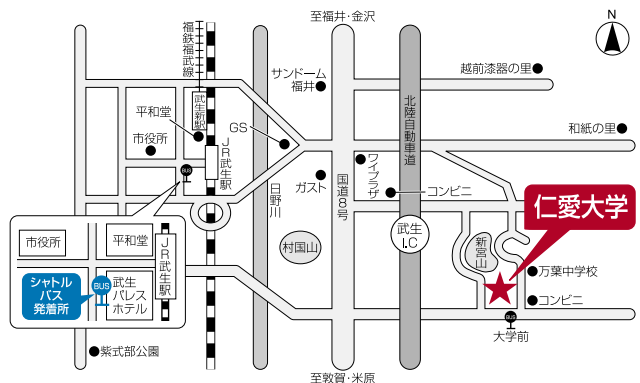 至福井・金沢
N
福鉄福武線
サンドーム
福井
越前漆器の里
武生新駅
平和堂
市役所
GS
JR武生駅
北陸自動車道
和紙の里
ワイプラザ
ガスト
国道8号
コンビニ
日野川
BUS
仁愛大学
武生
I.C
村国山
新宮山
市役所
平和堂
JR武生駅
万葉中学校
シャトル
バス
発着所
BUS
武生
パレス
ホテル
コンビニ
BUS
大学前
紫式部公園
至敦賀・米原